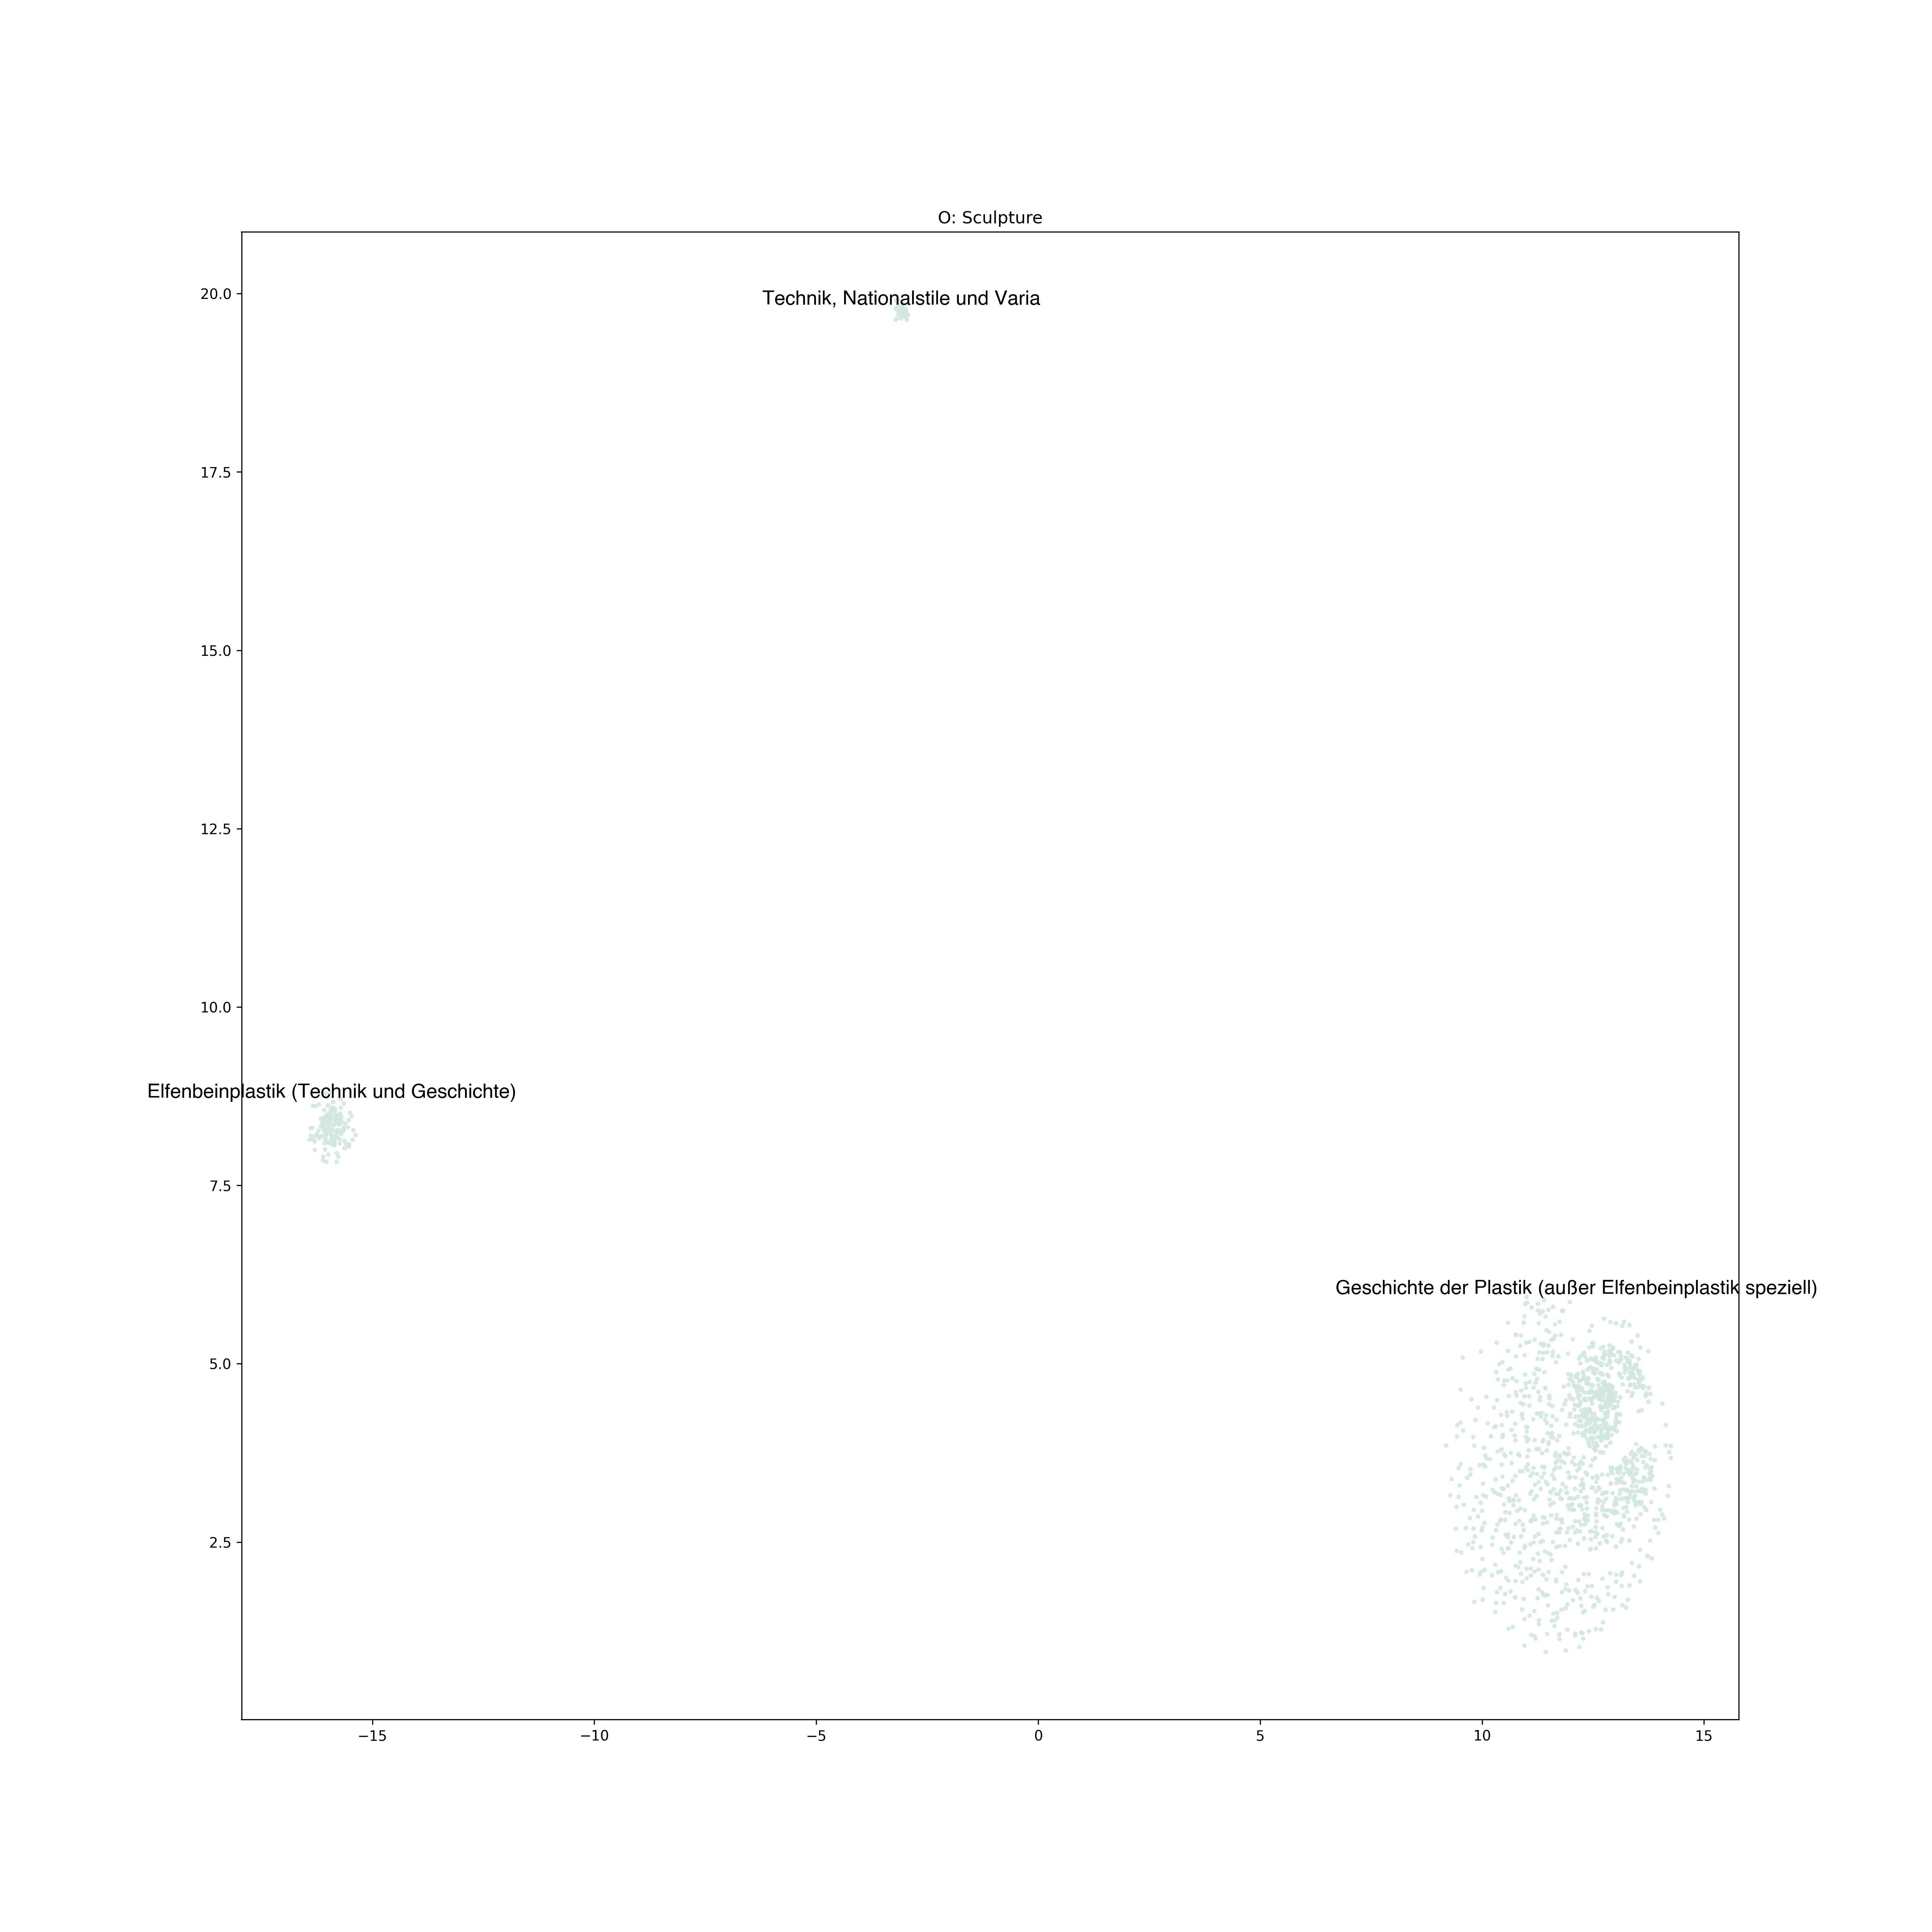 O: Sculpture
20.0
Technik, Nationalstile und Varia
17.5
15.0
12.5
10.0
Elfenbeinplastik (Technik und Geschichte)
7.5
Geschichte der Plastik (außer Elfenbeinplastik speziell)
5.0
2.5
−15 −10 −5 0 5 10 15